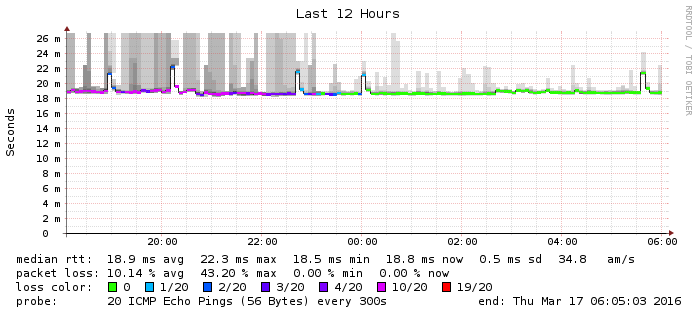 Last 12 Hours
RRDTOOL / TOBI OETIKER
Seconds
26 m
24 m
22 m
20 m
18 m
16 m
14 m
12 m
10 m
8 m
6 m
4 m
2 m
0
20:00 22:00 00:00 02:00 04:00 06:00
median rtt: 18.9 ms avg 22.3 ms max 18.5 ms min 18.8 ms now 0.5 ms sd 34.8 am/s
packet loss: 10.14 % avg 43.20 % max 0.00 % min 0.00 % now
loss color: 0 1/20 2/20 3/20 4/20 10/20 19/20
probe: 20 ICMP Echo Pings (56 Bytes) every 300s end: Thu Mar 17 06:05:03 2016